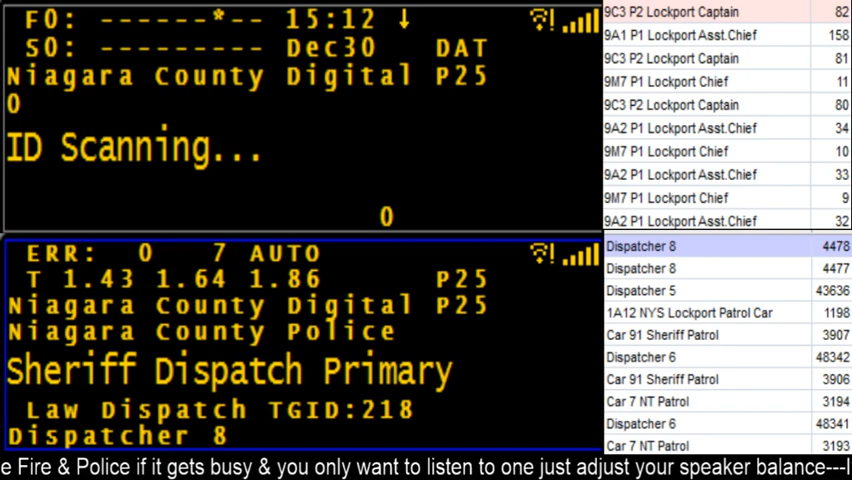 F0: ------*-- 15:12 ↓
S0: --------- Dec30 DAT
Niagara County Digital P25
0
ID Scanning...
0
9C3 P2 Lockport Captain 82
9A1 P1 Lockport Asst.Chief 158
9C3 P2 Lockport Captain 81
9M7 P1 Lockport Chief 11
9C3 P2 Lockport Captain 80
9A2 P1 Lockport Asst.Chief 34
9M7 P1 Lockport Chief 10
9A2 P1 Lockport Asst.Chief 33
9M7 P1 Lockport Chief 9
9A2 P1 Lockport Asst.Chief 32
ERR: 0 7 AUTO
T 1.43 1.64 1.86 P25
Niagara County Digital P25
Niagara County Police
Sheriff Dispatch Primary
Law Dispatch TGID:218
Dispatcher 8
Dispatcher 8 4478
Dispatcher 8 4477
Dispatcher 5 43636
1A12 NYS Lockport Patrol Car 1198
Car 91 Sheriff Patrol 3907
Dispatcher 6 48342
Car 91 Sheriff Patrol 3906
Car 7 NT Patrol 3194
Dispatcher 6 48341
Car 7 NT Patrol 3193
e Fire & Police if it gets busy & you only want to listen to one just adjust your speaker balance---I